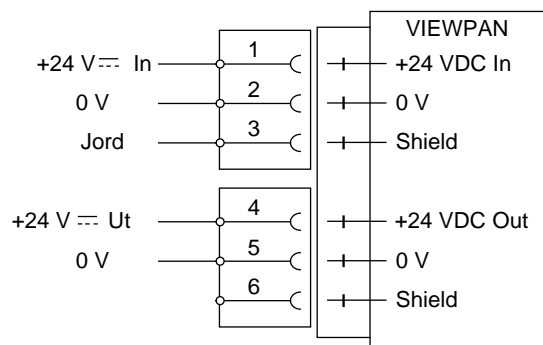 VIEWPAN
+24 V ⎓ In 1 +24 VDC In
0 V 2 0 V
Jord 3 Shield
+24 V ⎓ Ut 4 +24 VDC Out
0 V 5 0 V
6 Shield